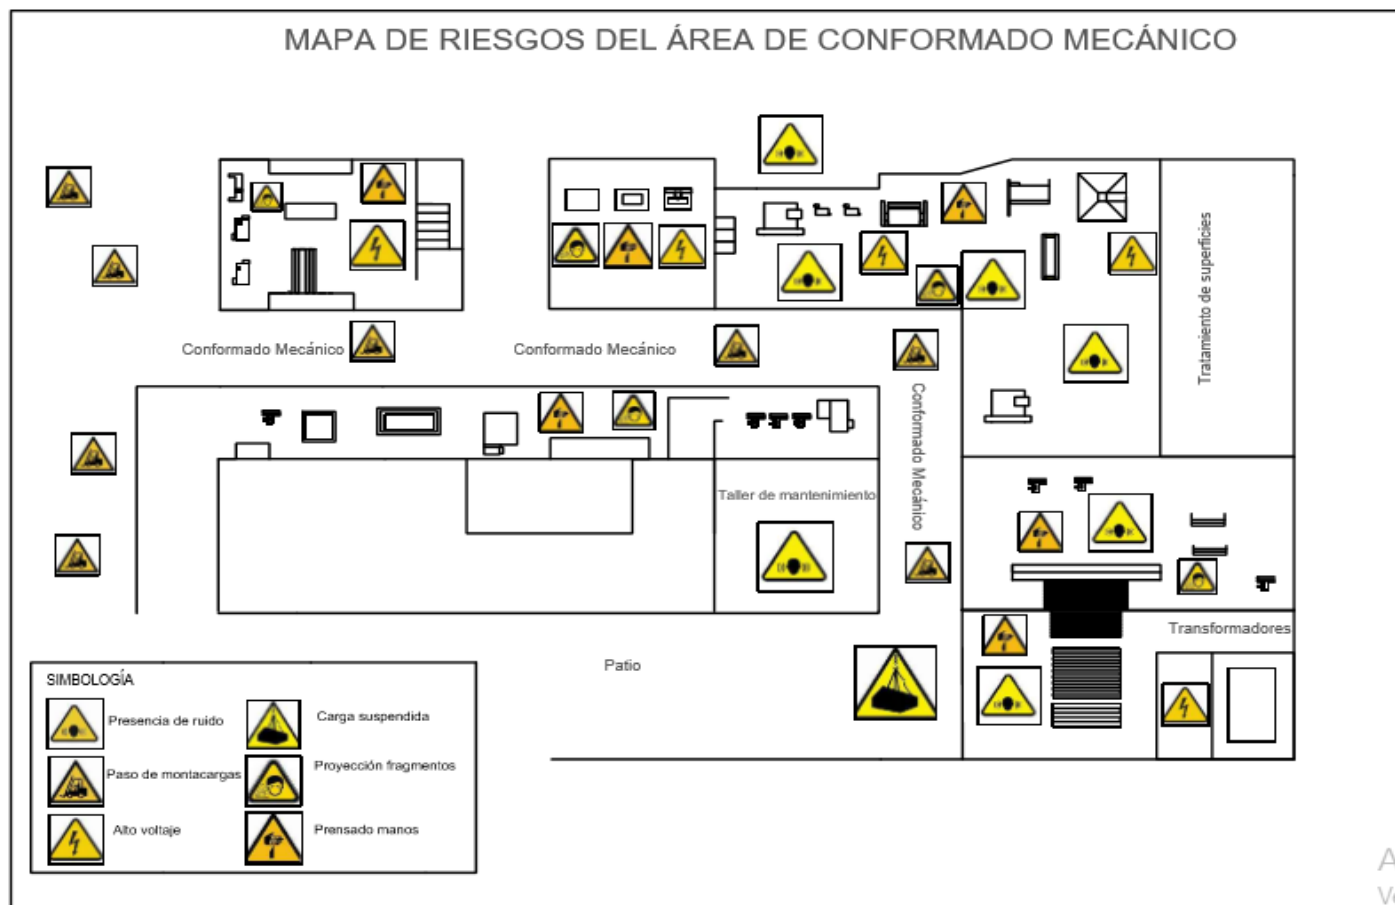 MAPA DE RIESGOS DEL ÁREA DE CONFORMADO MECÁNICO
Tratamiento de superficies
Conformado Mecánico
Conformado Mecánico
Conformado Mecánico
Taller de mantenimiento
Transformadores
Patio
SIMBOLOGÍA
Presencia de ruido
Carga suspendida
Paso de montacargas
Proyección fragmentos
Alto voltaje
Prensado manos